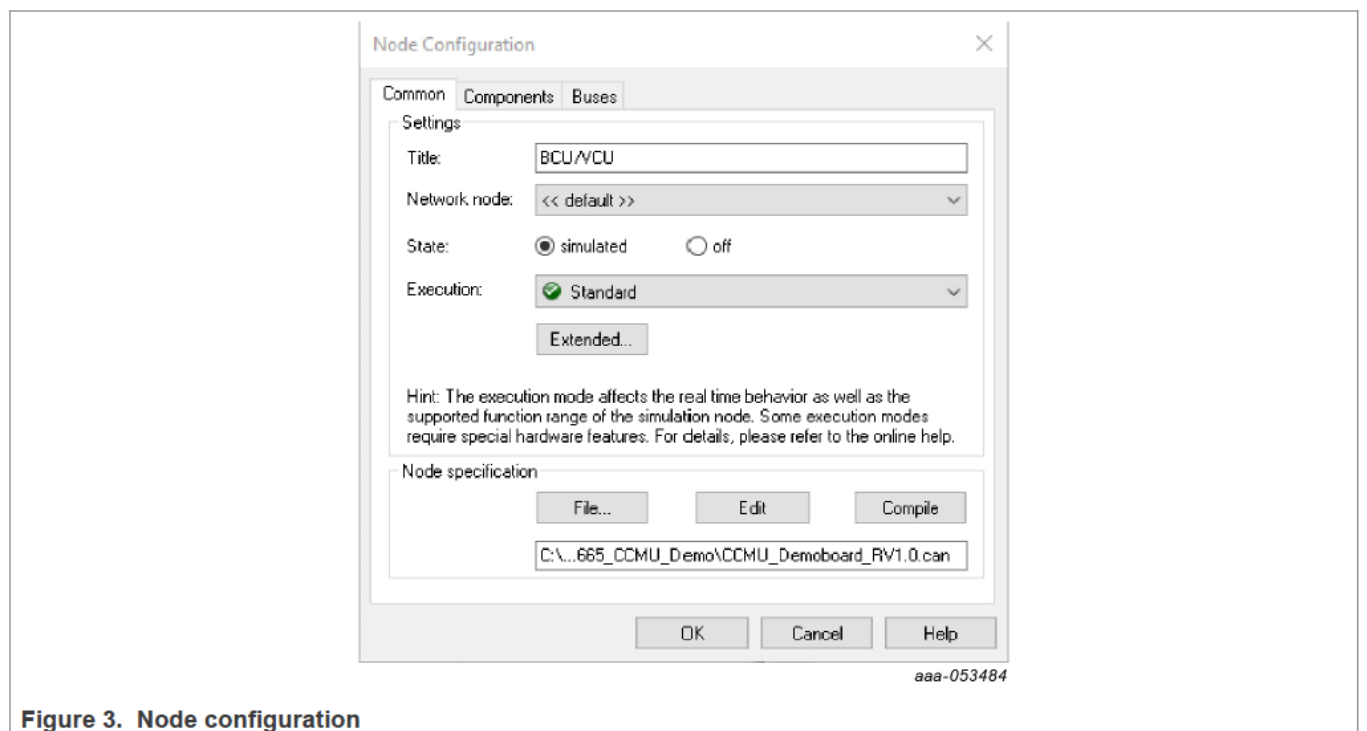 Node Configuration
Common Components Buses
Settings
Title: BCU/VCU
Network node: << default >>
State: simulated off
Execution: Standard
Extended...
Hint: The execution mode affects the real time behavior as well as the
supported function range of the simulation node. Some execution modes
require special hardware features. For details, please refer to the online help.
Node specification
File... Edit Compile
C:\...665_CCMU_Demo\CCMU_Demoboard_RV1.0.can
OK Cancel Help
aaa-053484
Figure 3. Node configuration